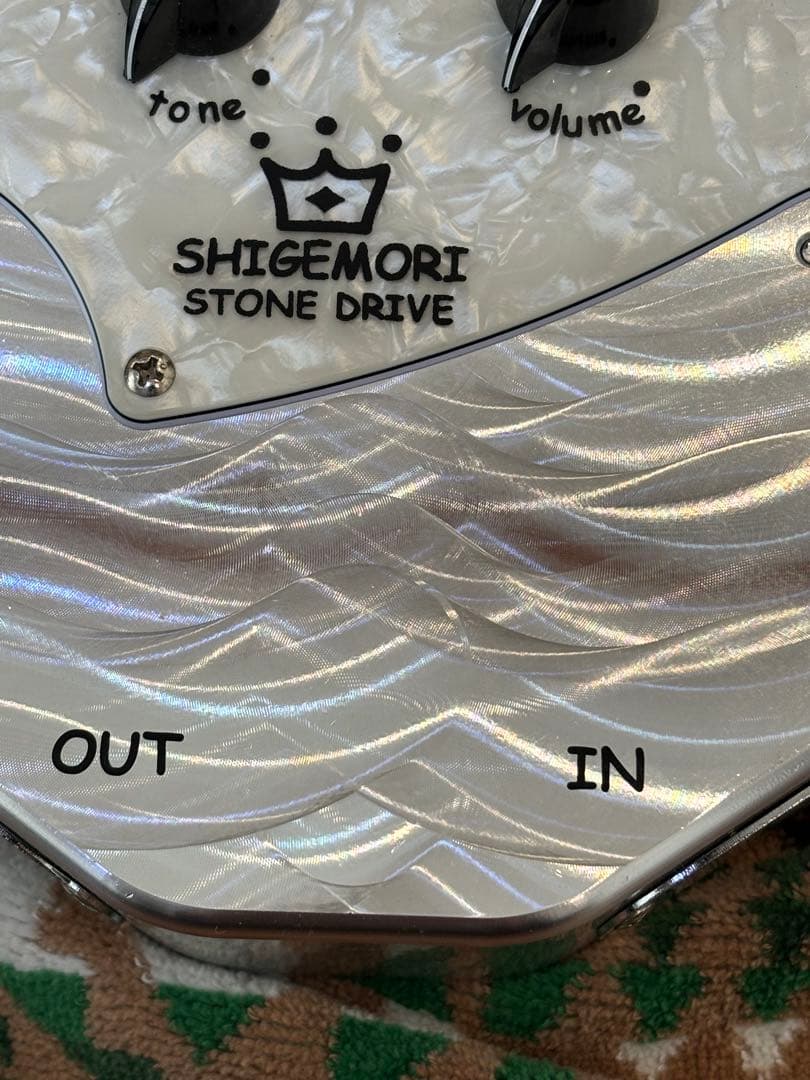 tone
volume
SHIGEMORI
STONE DRIVE
OUT
IN